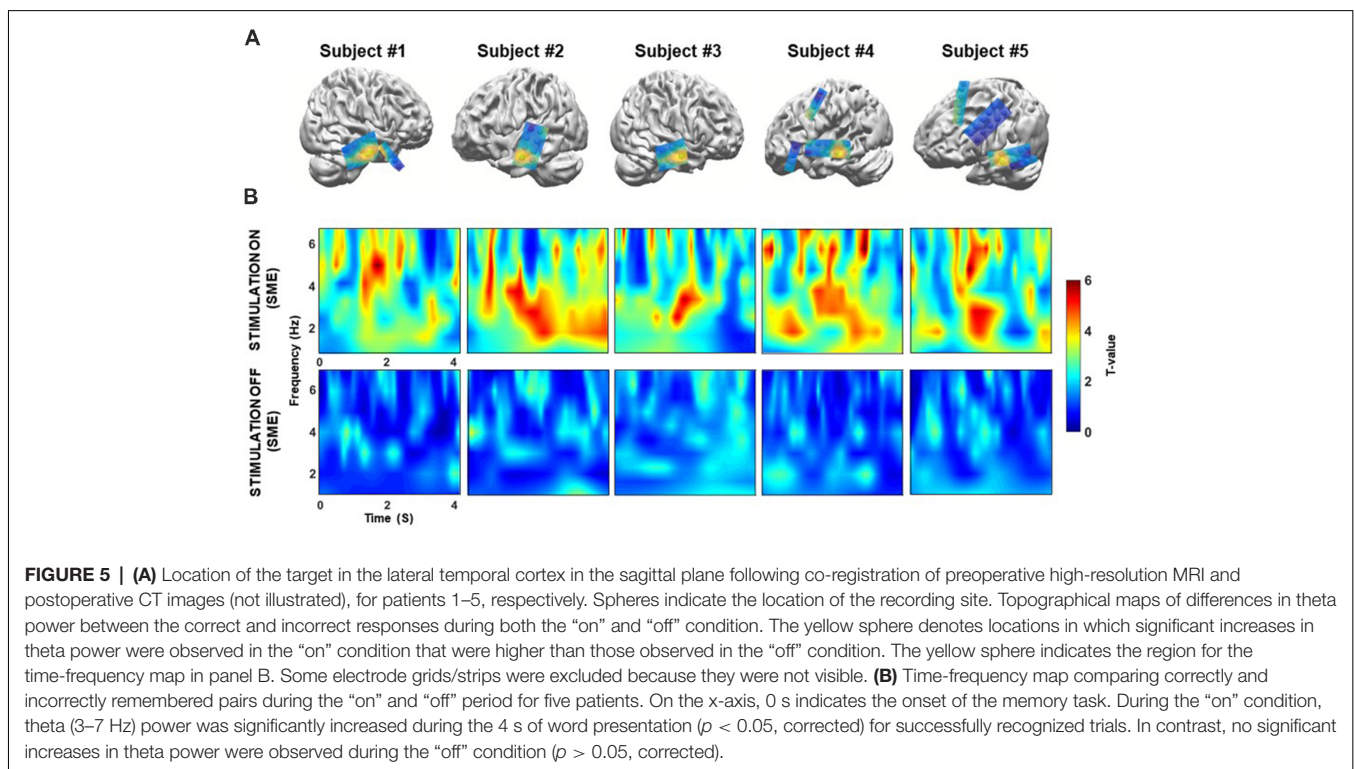 A
Subject #1 Subject #2 Subject #3 Subject #4 Subject #5
B
STIMULATION ON
(SME)
6
4
2
0 2 4
Frequency (Hz)
STIMULATION OFF
(SME)
6
4
2
0 2 4
Time (S)
6
4
2
0
T-value
FIGURE 5 | (A) Location of the target in the lateral temporal cortex in the sagittal plane following co-registration of preoperative high-resolution MRI and
postoperative CT images (not illustrated), for patients 1–5, respectively. Spheres indicate the location of the recording site. Topographical maps of differences in theta
power between the correct and incorrect responses during both the “on” and “off” condition. The yellow sphere denotes locations in which significant increases in
theta power were observed in the “on” condition that were higher than those observed in the “off” condition. The yellow sphere indicates the region for the
time-frequency map in panel B. Some electrode grids/strips were excluded because they were not visible. (B) Time-frequency map comparing correctly and
incorrectly remembered pairs during the “on” and “off” period for five patients. On the x-axis, 0 s indicates the onset of the memory task. During the “on” condition,
theta (3–7 Hz) power was significantly increased during the 4 s of word presentation (p < 0.05, corrected) for successfully recognized trials. In contrast, no significant
increases in theta power were observed during the “off” condition (p > 0.05, corrected).